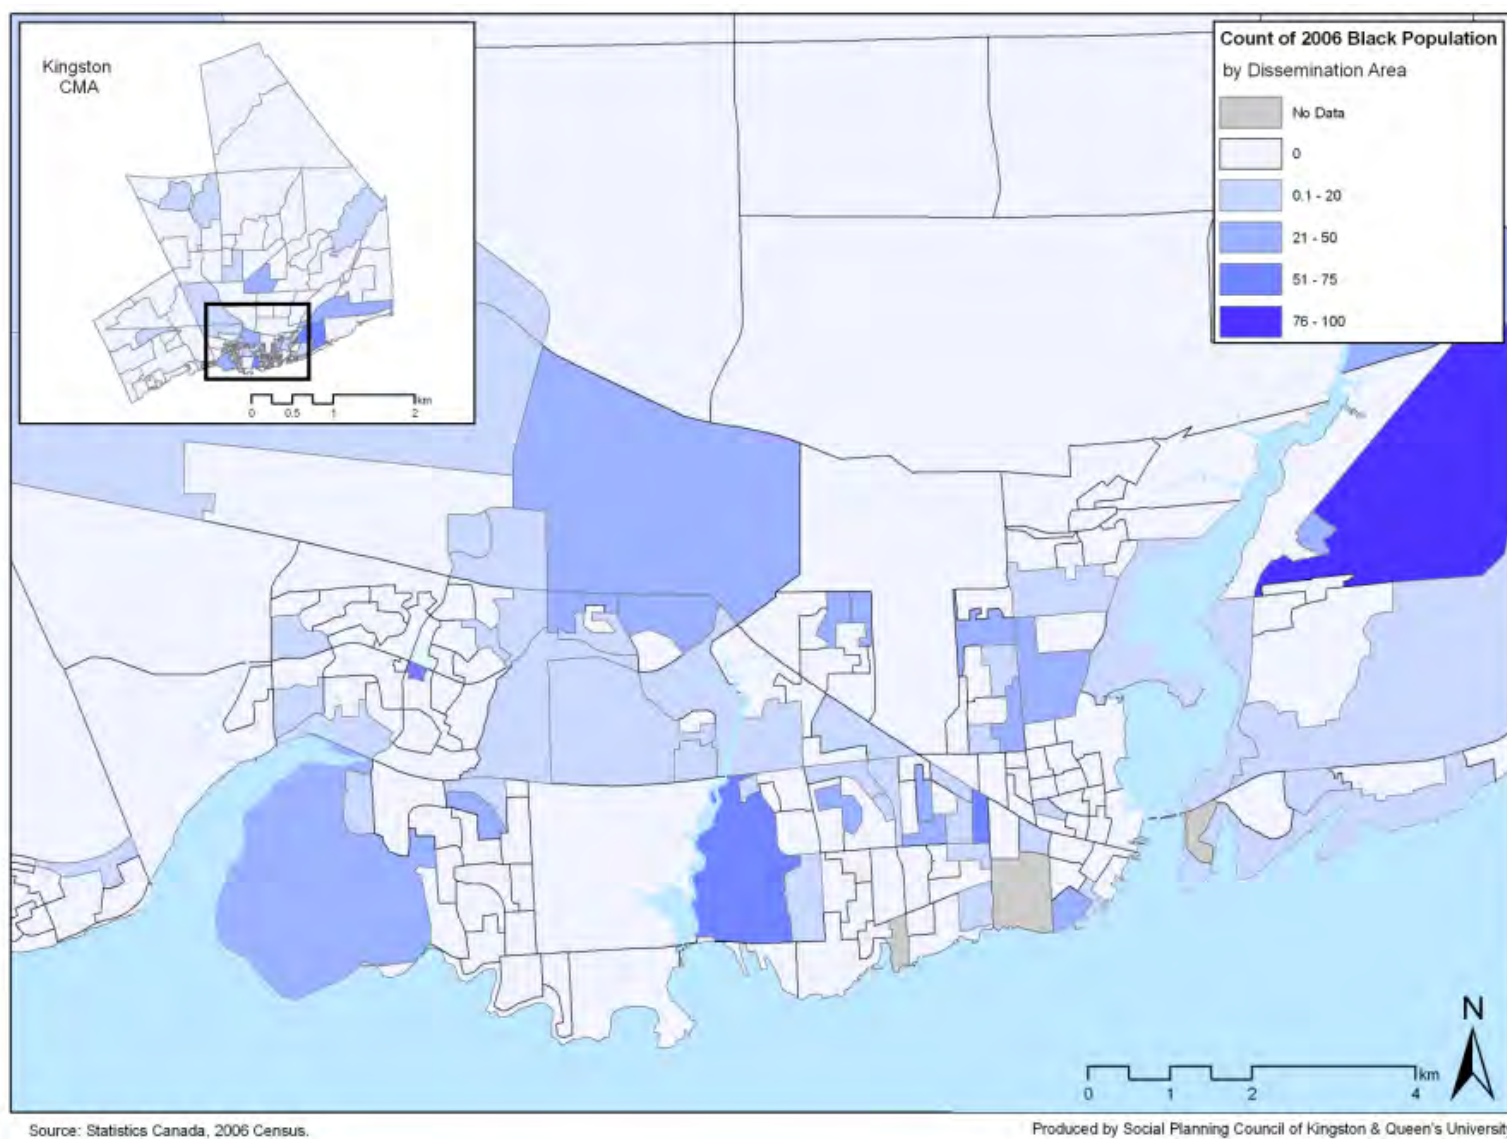 Kingston
CMA
0 0.5 1 2 km
Count of 2006 Black Population
by Dissemination Area
No Data
0
0.1 - 20
21 - 50
51 - 75
76 - 100
N
km
0 1 2 4
Source: Statistics Canada, 2006 Census.
Produced by Social Planning Council of Kingston & Queen's Universit